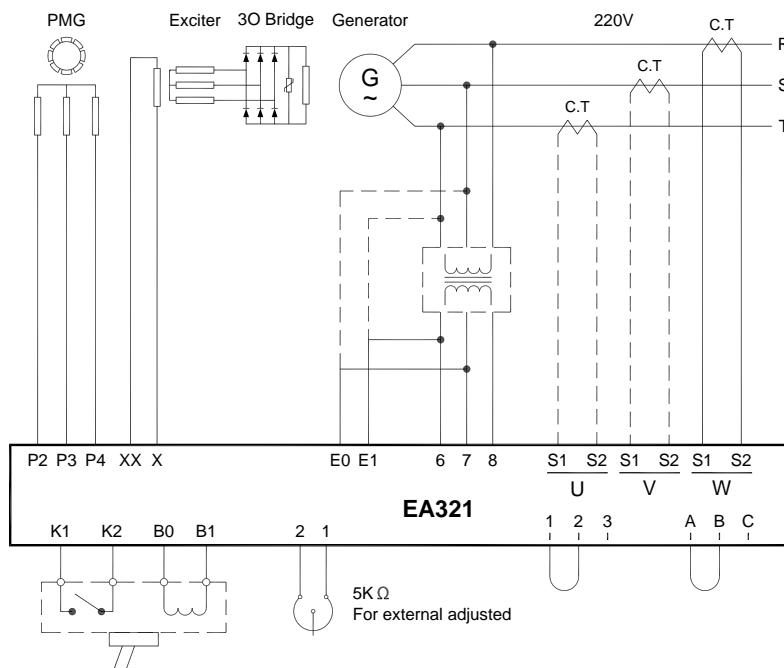 PMG Exciter 3O Bridge Generator 220V C.T
C.T
C.T
G
~
P2 P3 P4 XX X E0 E1 6 7 8 S1 S2 S1 S2 S1 S2
U V W
EA321
K1 K2 B0 B1 2 1 1 2 3 A B C
5K Ω
For external adjusted